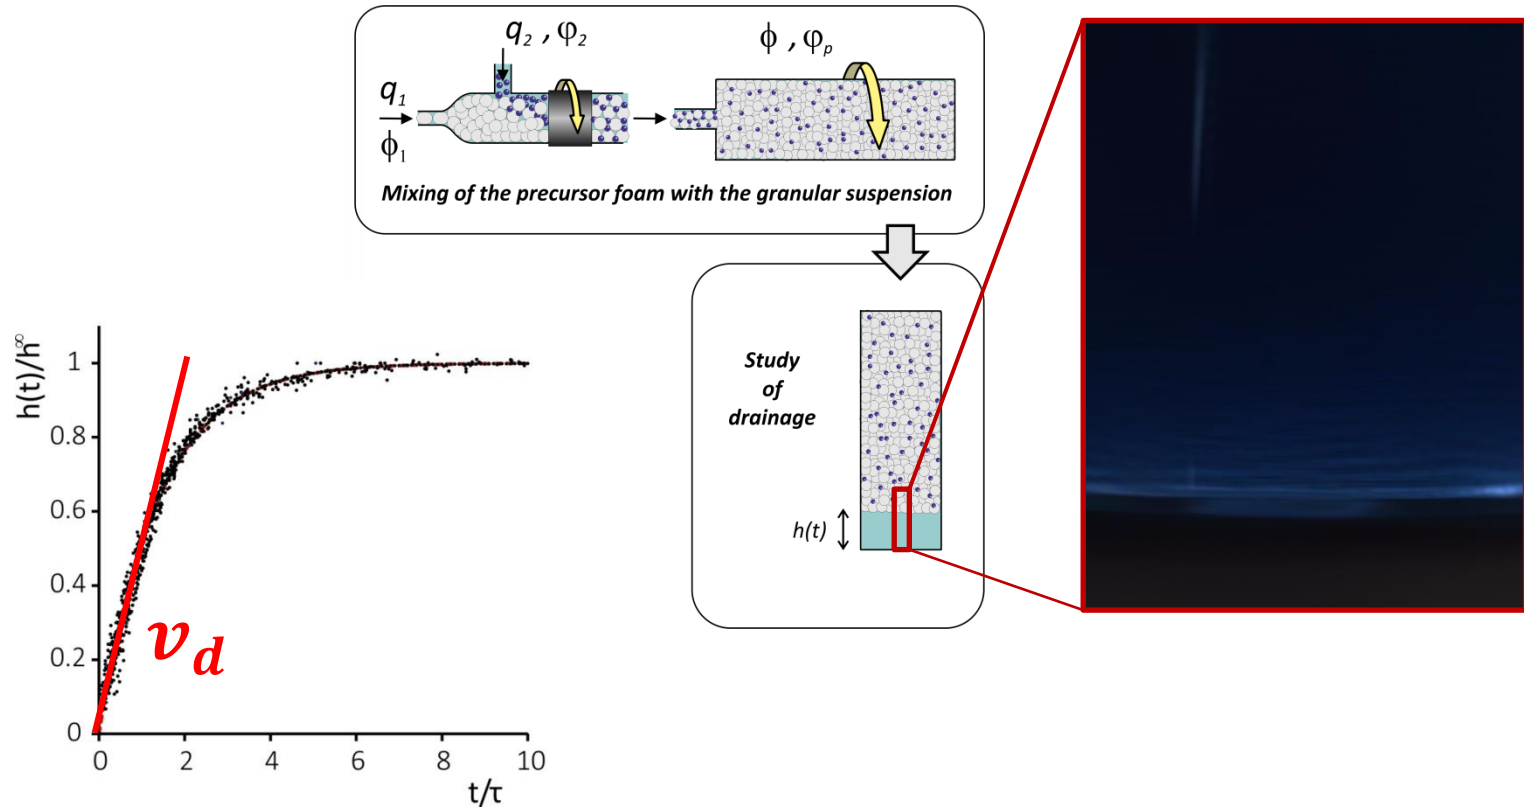 q₂ , φ₂
ϕ , φₚ
q₁
ϕ₁
Mixing of the precursor foam with the granular suspension
Study
of
drainage
h(t)
h(t)/h∞
1
0.8
0.6
0.4
0.2
0
v_d
0 2 4 6 8 10
t/τ